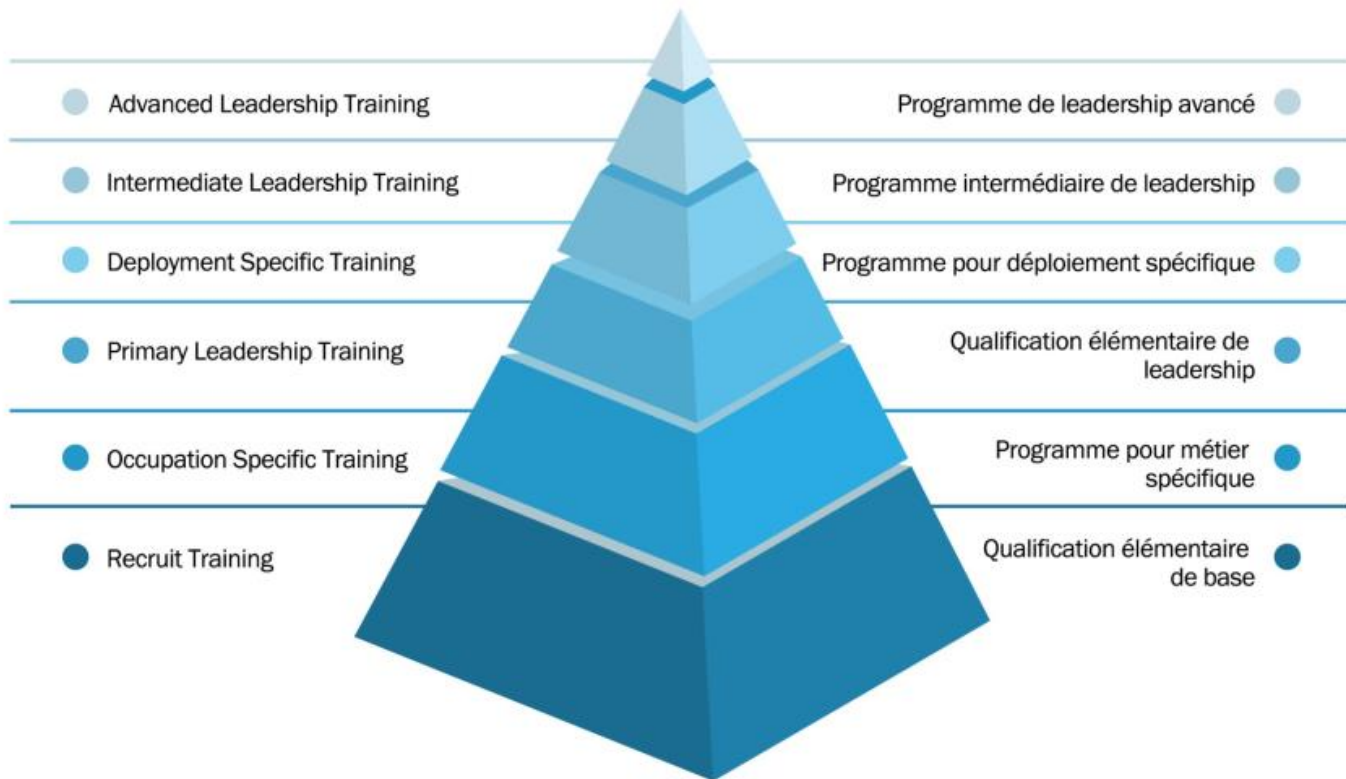 Advanced Leadership Training
Programme de leadership avancé
Intermediate Leadership Training
Programme intermédiaire de leadership
Deployment Specific Training
Programme pour déploiement spécifique
Primary Leadership Training
Qualification élémentaire de
leadership
Occupation Specific Training
Programme pour métier
spécifique
Recruit Training
Qualification élémentaire
de base